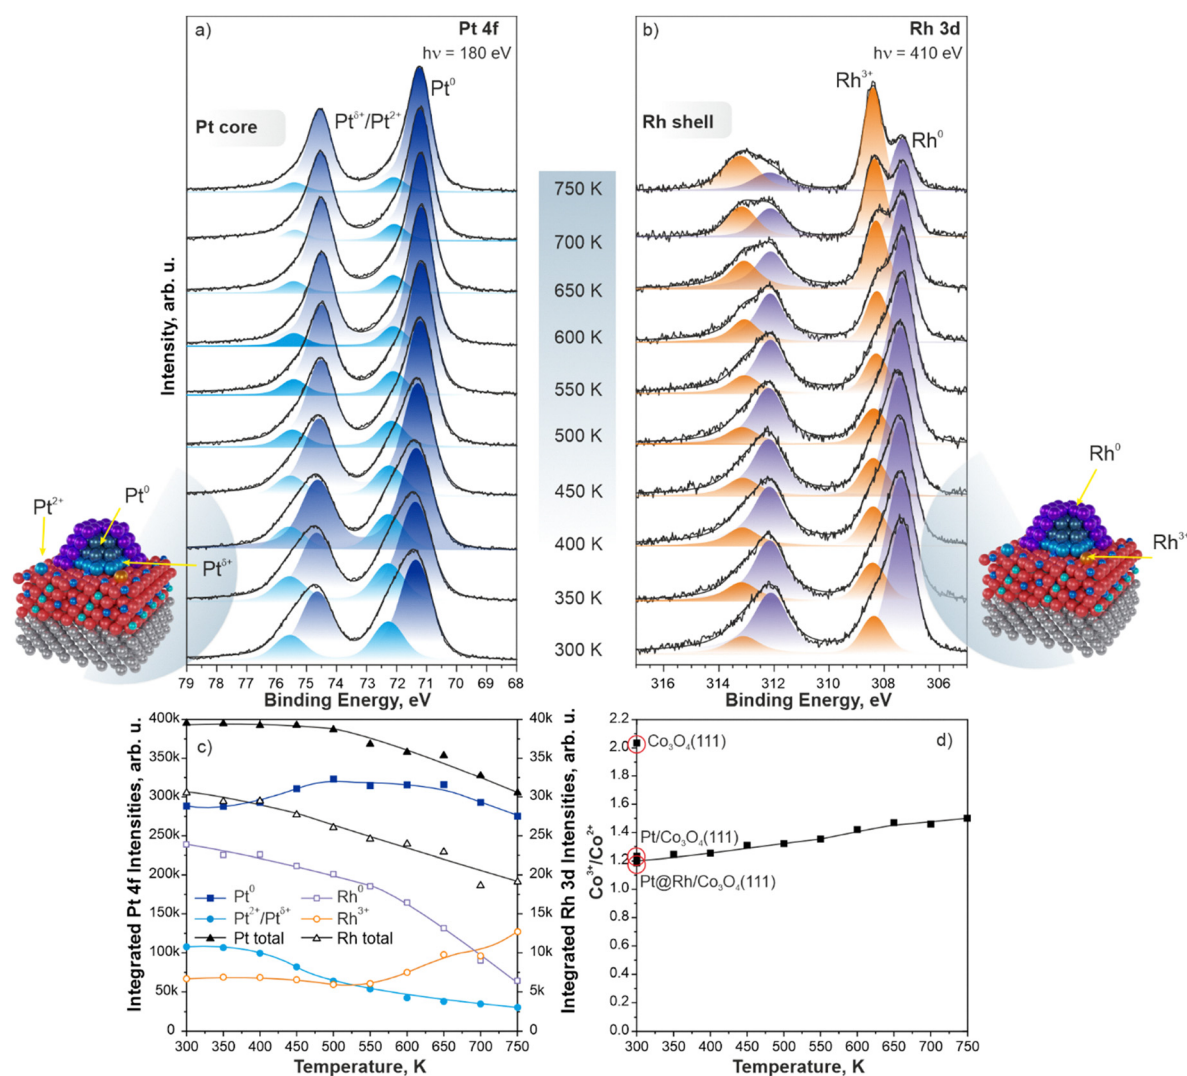 a)
Pt 4f
hν = 180 eV
Pt⁰
Pt^δ+/Pt²⁺
Pt core
b)
Rh 3d
hν = 410 eV
Rh³⁺
Rh shell
Rh⁰
750 K
700 K
650 K
600 K
550 K
500 K
450 K
400 K
350 K
300 K
Intensity, arb. u.
Pt²⁺
Pt⁰
Pt^δ+
Rh⁰
Rh³⁺
79 78 77 76 75 74 73 72 71 70 69 68
Binding Energy, eV
316 314 312 310 308 306
Binding Energy, eV
c)
Integrated Pt 4f Intensities, arb. u.
400k
350k
300k
250k
200k
150k
100k
50k
0
Pt⁰
Rh⁰
Pt²⁺/Pt^δ+
Rh³⁺
Pt total
Rh total
40k
35k
30k
25k
20k
15k
10k
5k
0
Integrated Rh 3d Intensities, arb. u.
300 350 400 450 500 550 600 650 700 750
Temperature, K
d)
Co³⁺/Co²⁺
2.2
2.0
1.8
1.6
1.4
1.2
1.0
0.8
0.6
0.4
0.2
0.0
Co₃O₄(111)
Pt/Co₃O₄(111)
Pt@Rh/Co₃O₄(111)
300 350 400 450 500 550 600 650 700 750
Temperature, K